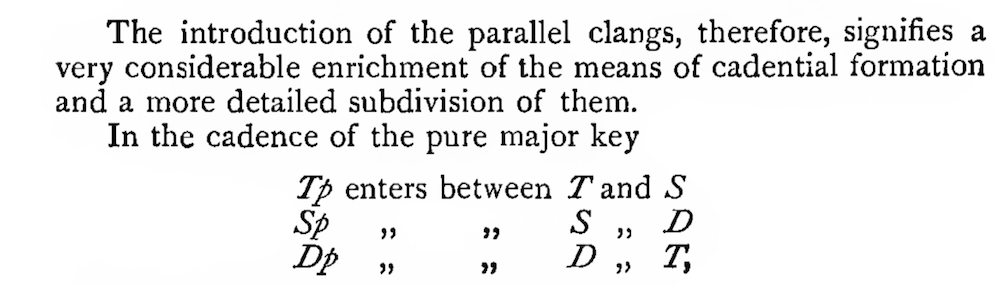 The introduction of the parallel clangs, therefore, signifies a
very considerable enrichment of the means of cadential formation
and a more detailed subdivision of them.
In the cadence of the pure major key
Tp enters between T and S
Sp ,, ,, S ,, D
Dp ,, ,, D ,, T,